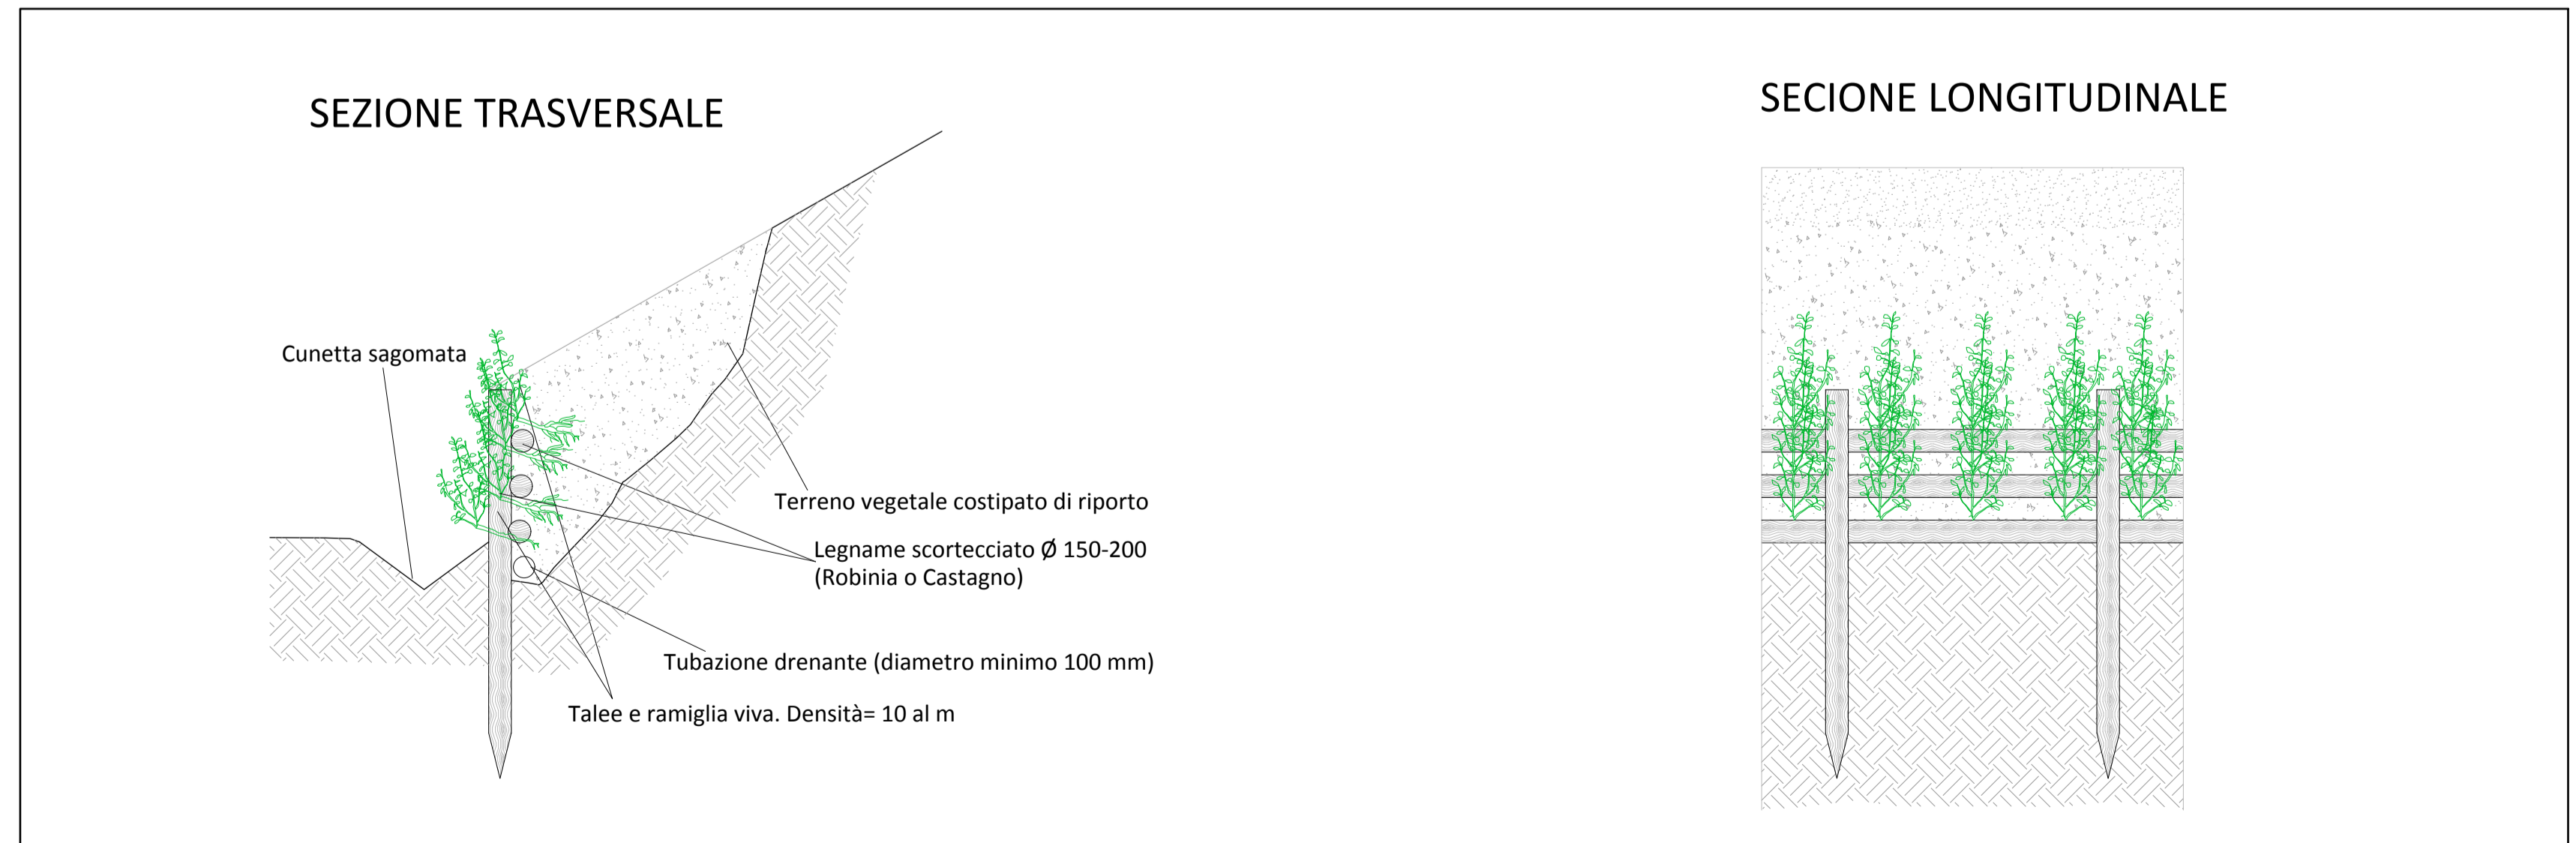 SEZIONE TRASVERSALE
SECIONE LONGITUDINALE
Cunetta sagomata
Terreno vegetale costipato di riporto
Legname scortecciato Ø 150-200
(Robinia o Castagno)
Tubazione drenante (diametro minimo 100 mm)
Talee e ramiglia viva. Densità= 10 al m